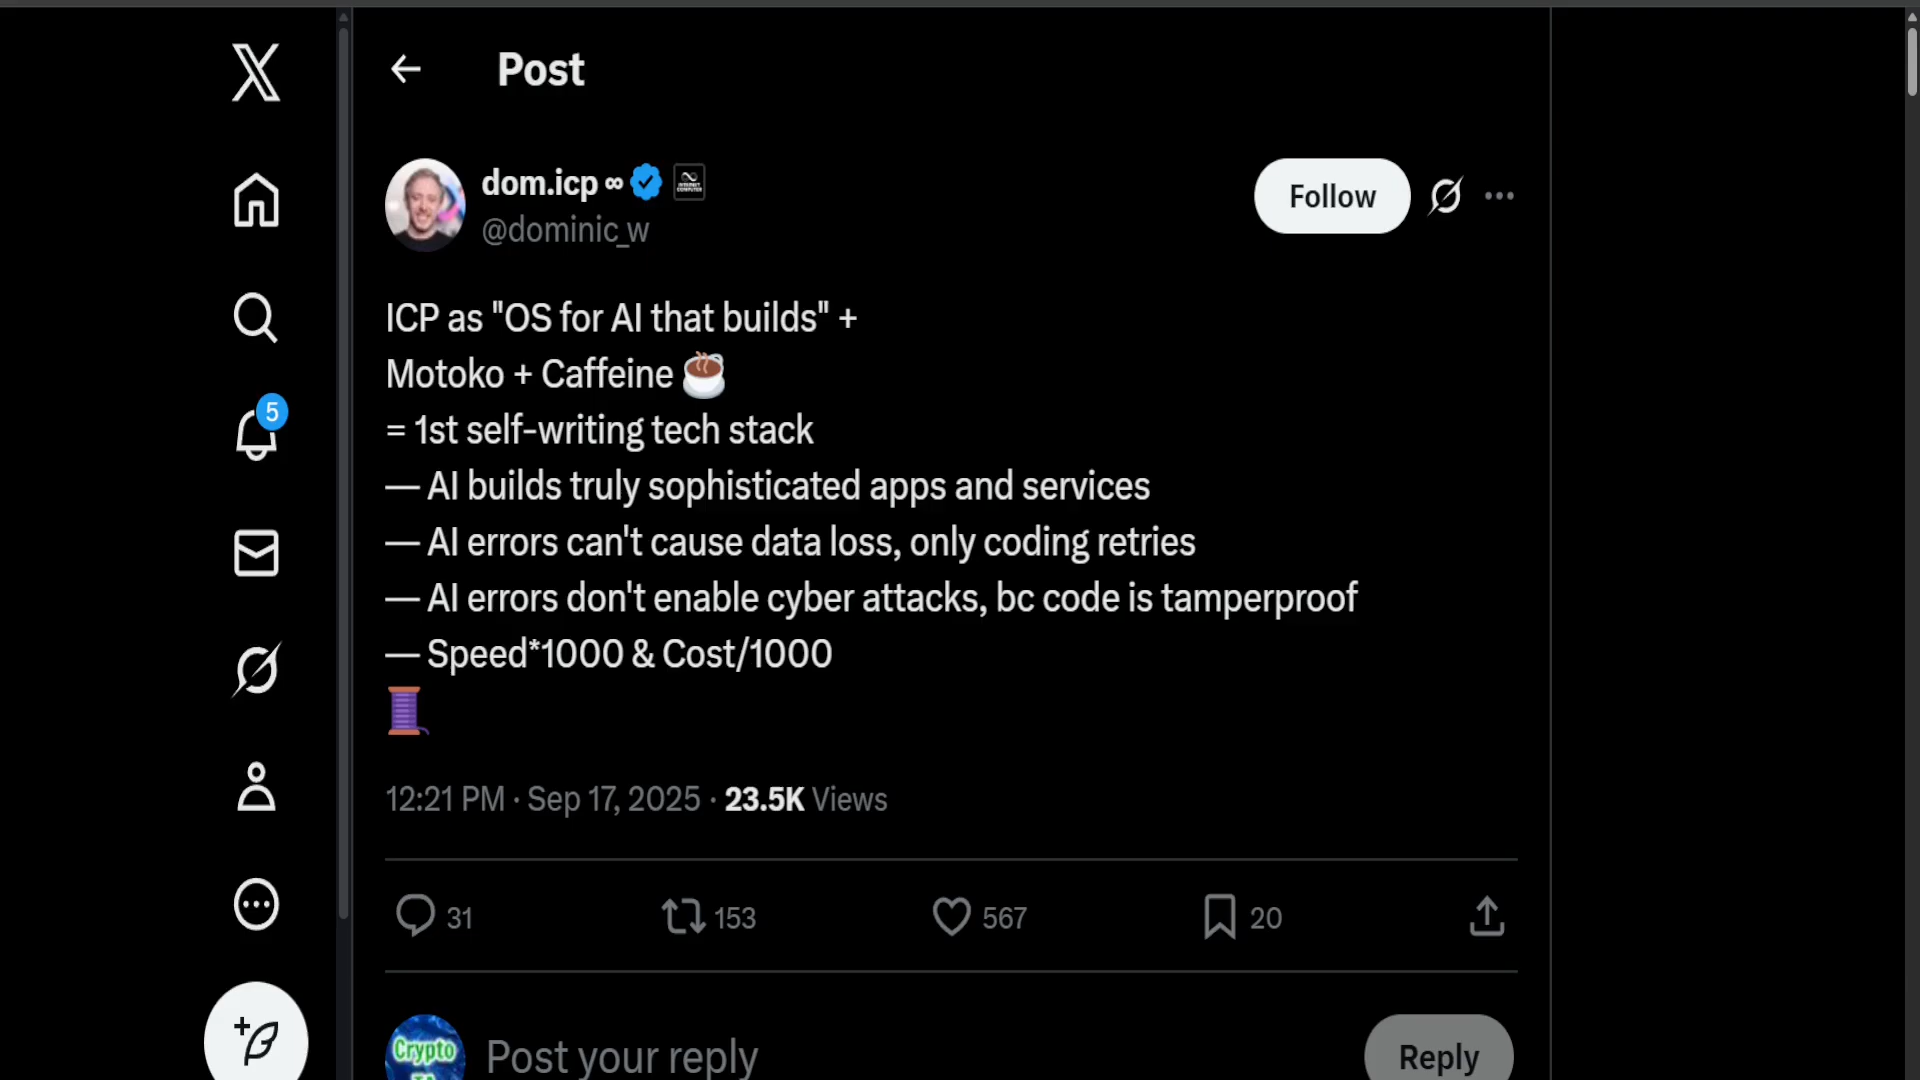 Post
dom.icp ∞
INTERNET
COMPUTER
@dominic_w
Follow
ICP as "OS for AI that builds" +
Motoko + Caffeine ☕
= 1st self-writing tech stack
— AI builds truly sophisticated apps and services
— AI errors can't cause data loss, only coding retries
— AI errors don't enable cyber attacks, bc code is tamperproof
— Speed*1000 & Cost/1000
🧵
12:21 PM · Sep 17, 2025 · 23.5K Views
31 153 567 20
5
Crypto
Post your reply
Reply